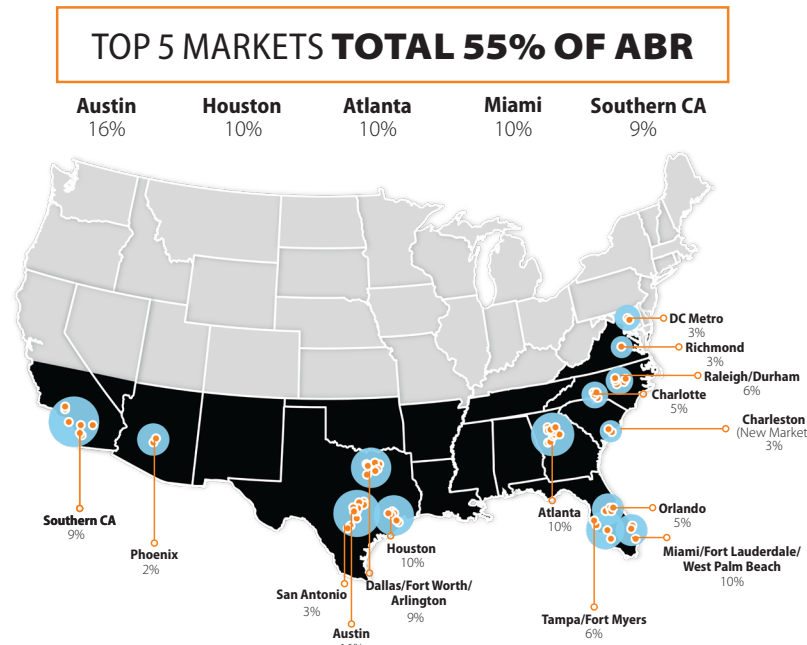 TOP 5 MARKETS TOTAL 55% OF ABR
Austin
16%
Houston
10%
Atlanta
10%
Miami
10%
Southern CA
9%
DC Metro
3%
Richmond
3%
Raleigh/Durham
6%
Charlotte
5%
Charleston
(New Market
3%
Atlanta
10%
Orlando
5%
Miami/Fort Lauderdale/
West Palm Beach
10%
Tampa/Fort Myers
6%
Southern CA
9%
Phoenix
2%
Houston
10%
Dallas/Fort Worth/
Arlington
9%
San Antonio
3%
Austin